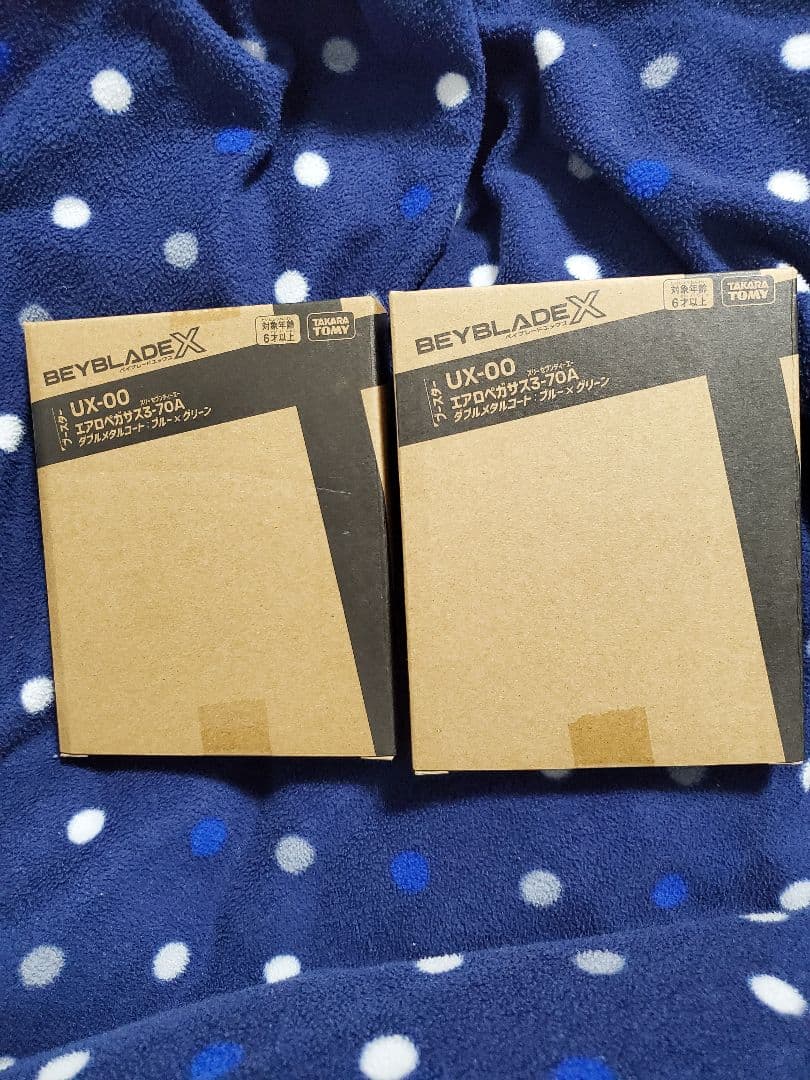 BEYBLADE X
ベイブレードエックス
対象年齢
6才以上
TAKARA
TOMY
ブースター
UX-00
スリーセブンティーエー
エアロペガサス3-70A
ダブルメタルコート:ブルー×グリーン
BEYBLADE X
ベイブレードエックス
対象年齢
6才以上
TAKARA
TOMY
ブースター
UX-00
スリーセブンティーエー
エアロペガサス3-70A
ダブルメタルコート:ブルー×グリーン